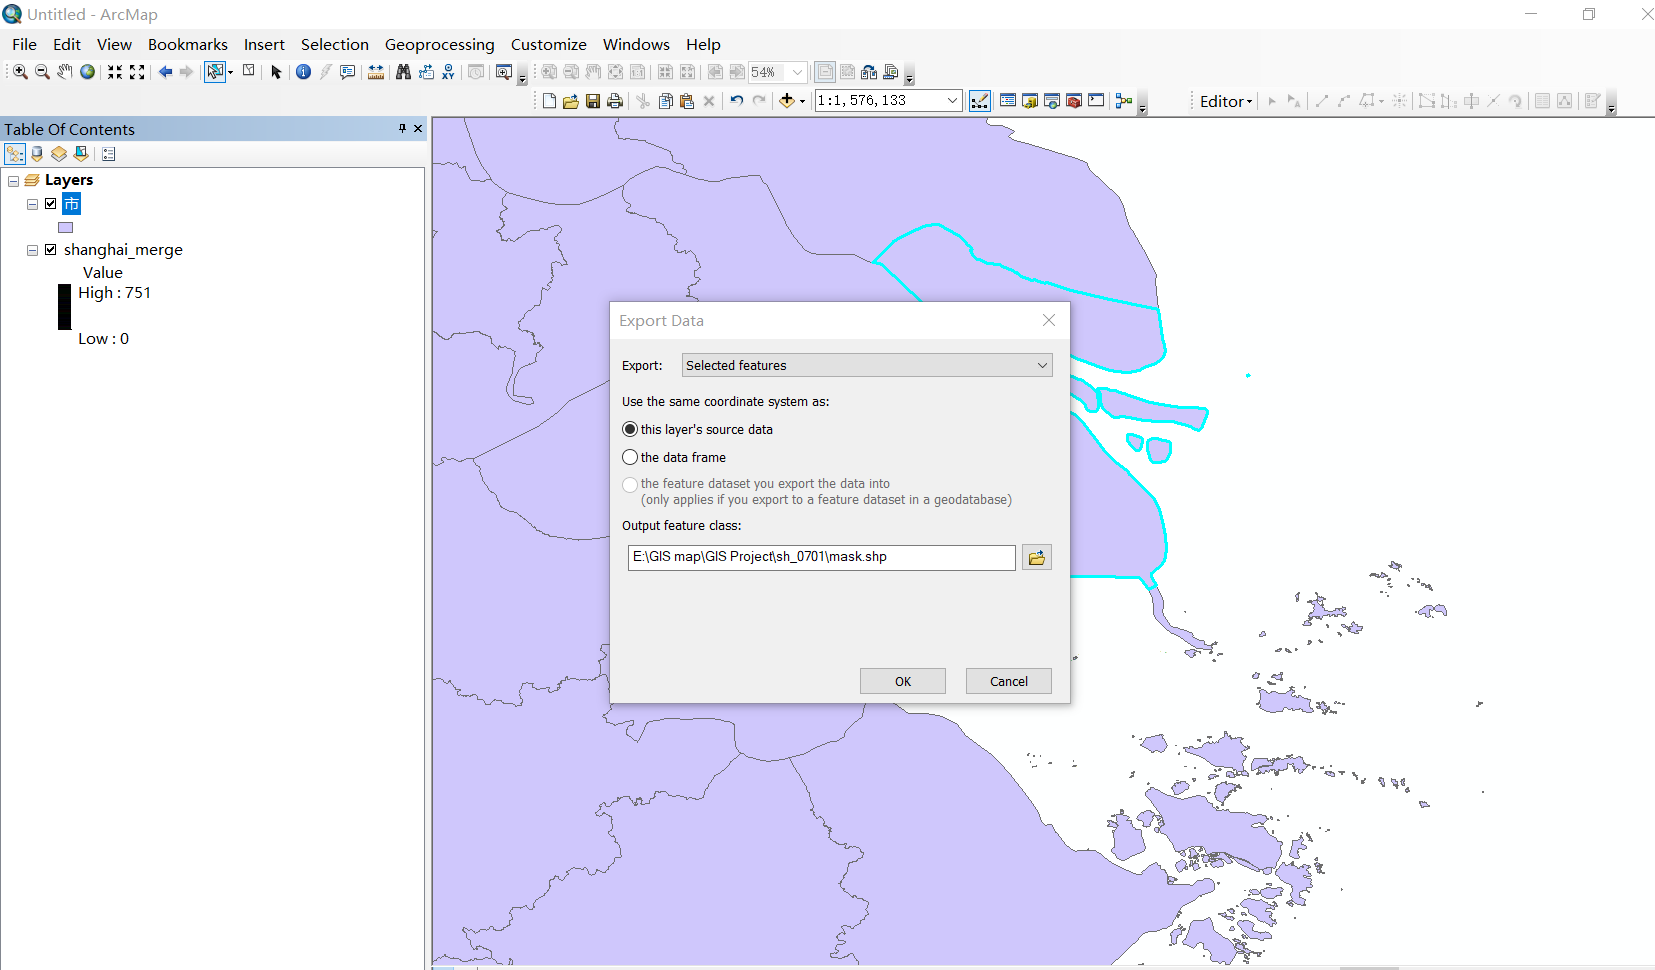 Untitled - ArcMap
File Edit View Bookmarks Insert Selection Geoprocessing Customize Windows Help
54%
1:1,576,133
Editor
Table Of Contents
Layers
市
shanghai_merge
Value
High : 751
Low : 0
Export Data
Export: Selected features
Use the same coordinate system as:
this layer's source data
the data frame
the feature dataset you export the data into
(only applies if you export to a feature dataset in a geodatabase)
Output feature class:
E:\GIS map\GIS Project\sh_0701\mask.shp
OK Cancel